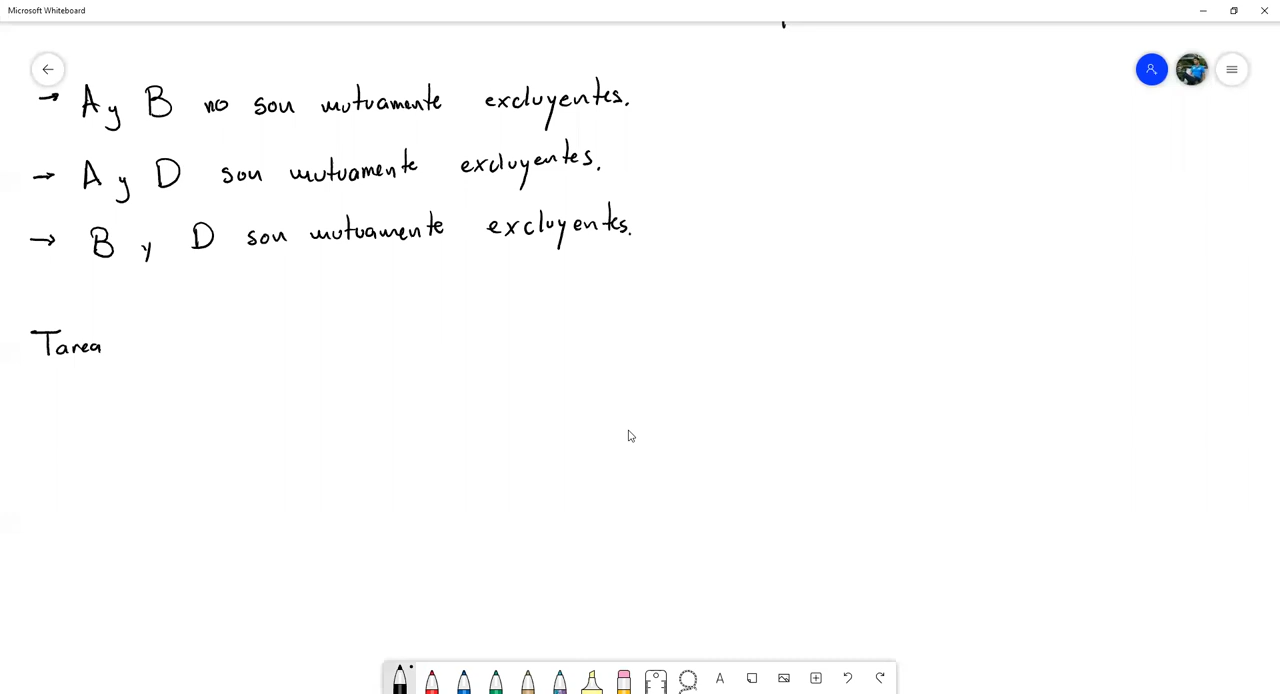 Microsoft Whiteboard
→ A y B no son mutuamente excluyentes.
→ A y D son mutuamente excluyentes.
→ B y D son mutuamente excluyentes.
Tarea
A